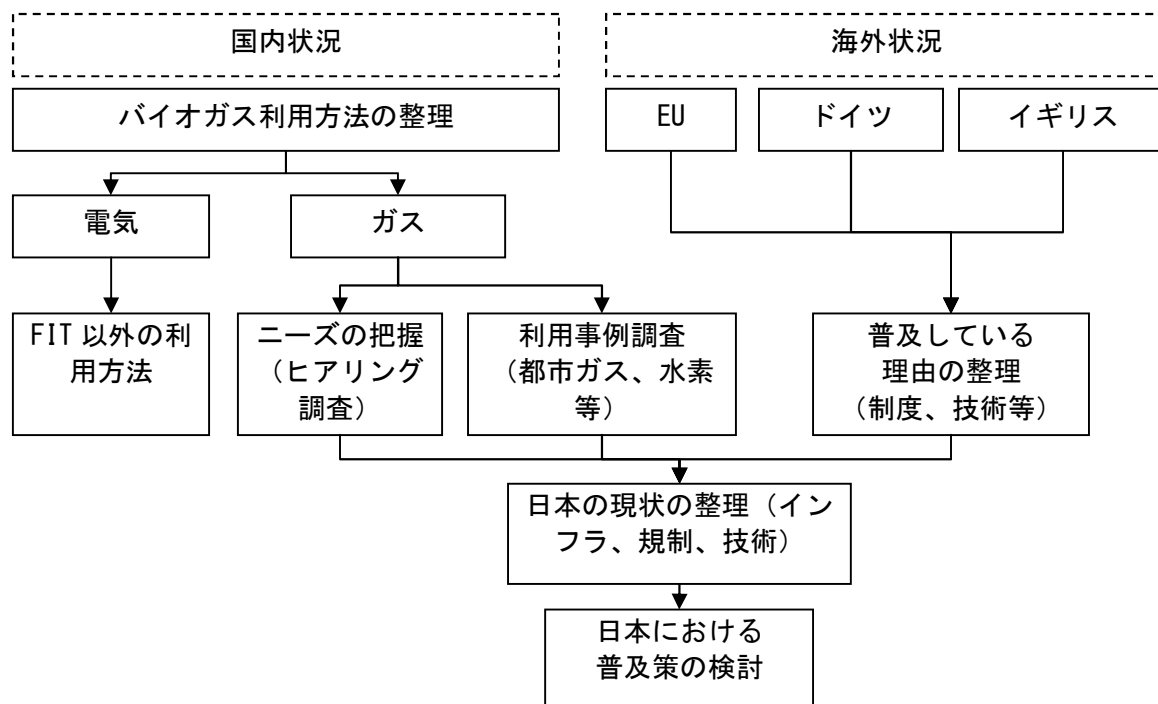 国内状況
海外状況
バイオガス利用方法の整理
EU
ドイツ
イギリス
電気
ガス
FIT 以外の利
用方法
ニーズの把握
(ヒアリング
調査)
利用事例調査
(都市ガス、水素
等)
普及している
理由の整理
(制度、技術等)
日本の現状の整理(イン
フラ、規制、技術)
日本における
普及策の検討